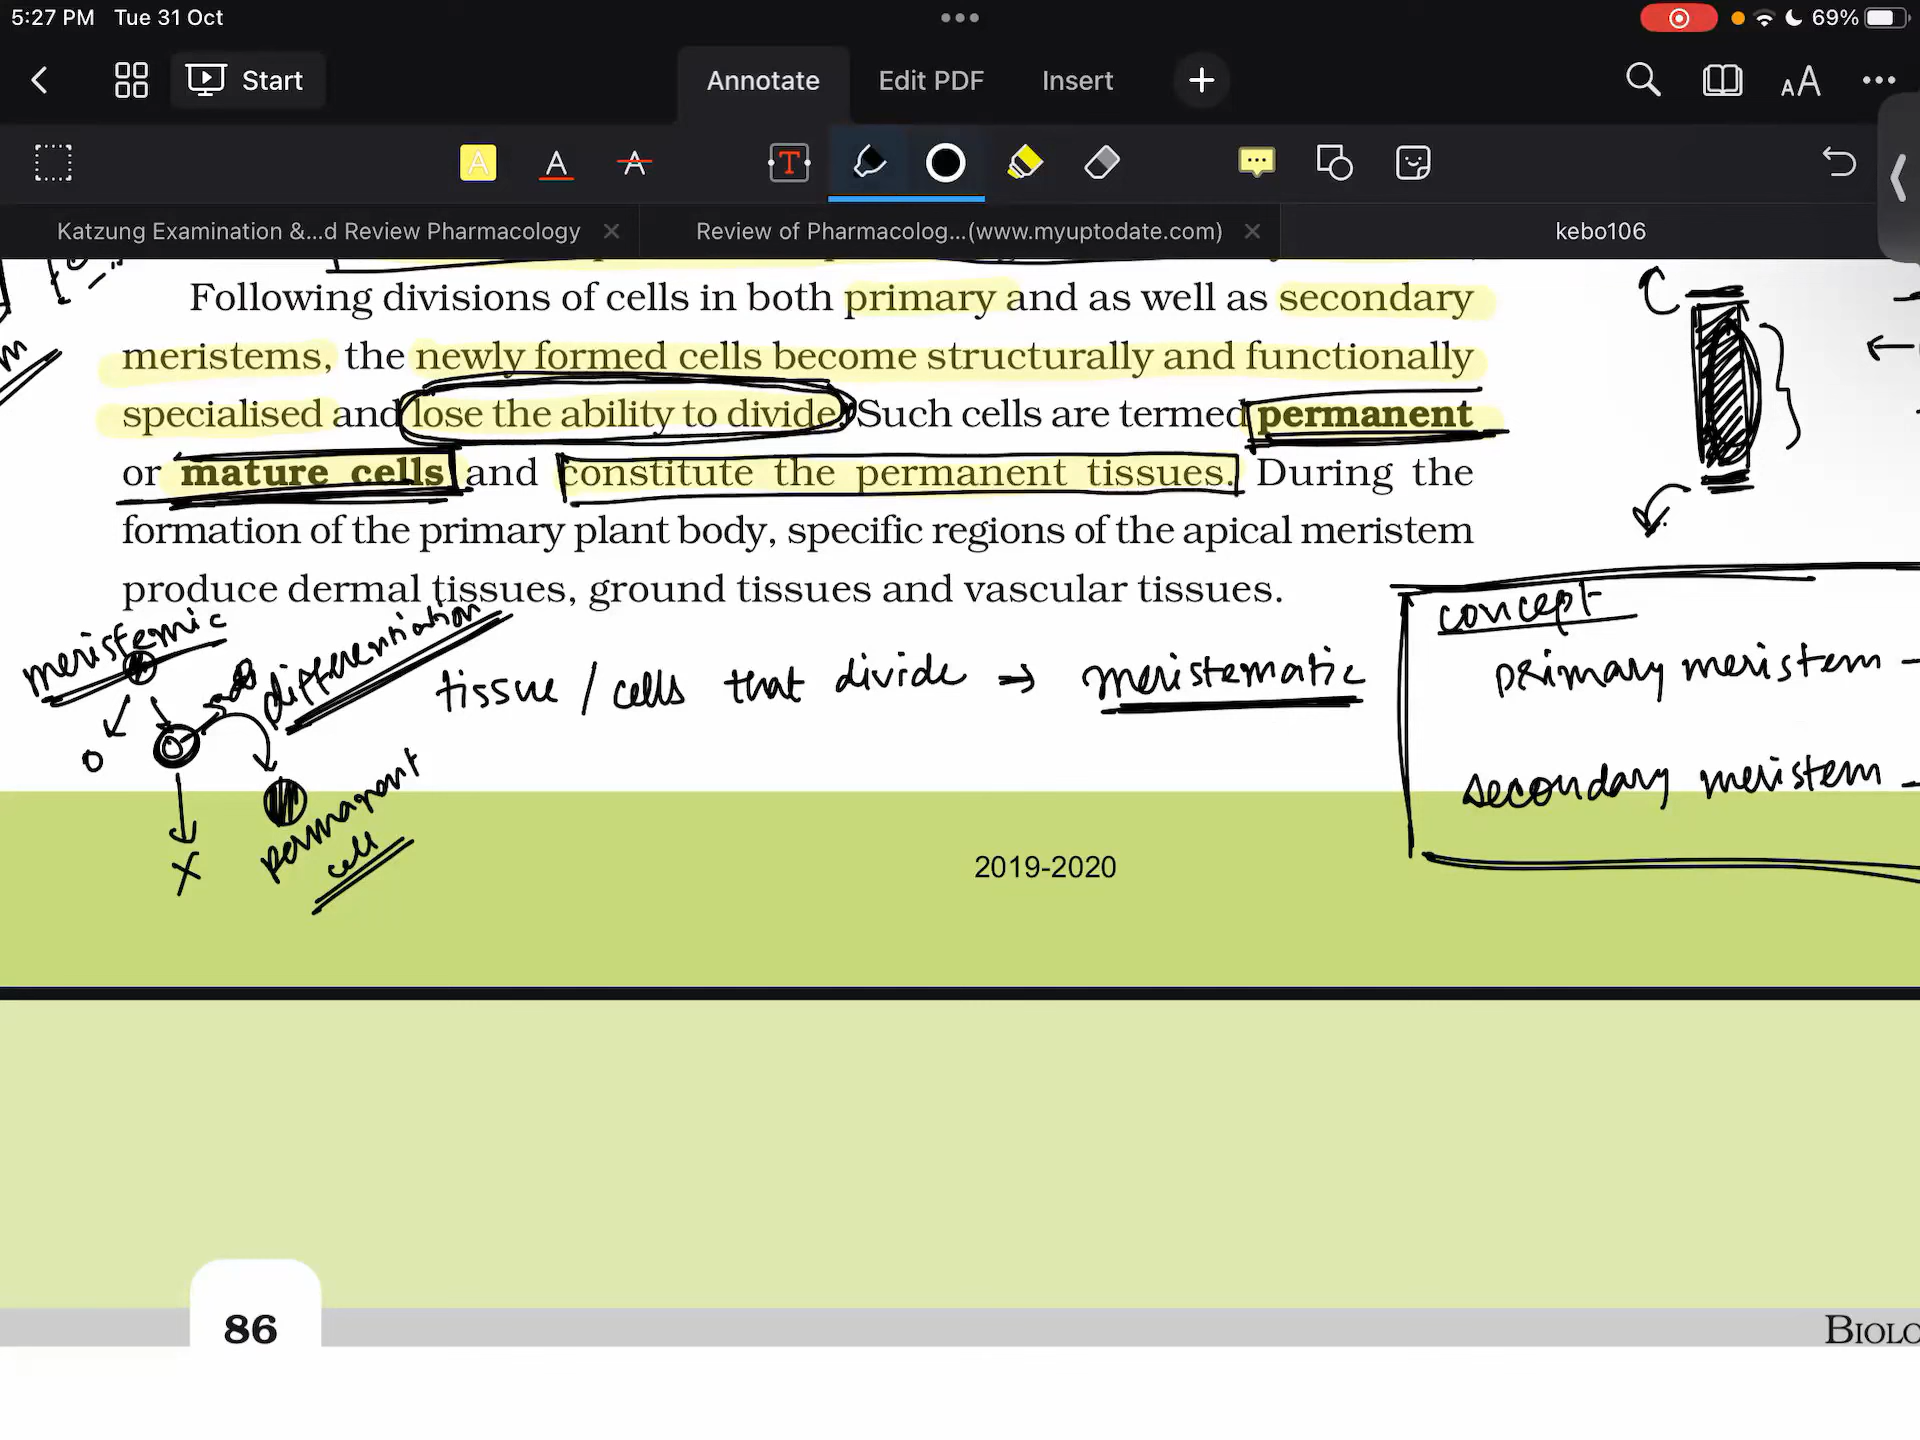 5:27 PM Tue 31 Oct 69%
Start Annotate Edit PDF Insert AA
A A A T
Katzung Examination &...d Review Pharmacology Review of Pharmacolog...(www.myuptodate.com) kebo106
Following divisions of cells in both primary and as well as secondary
meristems, the newly formed cells become structurally and functionally
specialised and lose the ability to divide. Such cells are termed permanent
or mature cells and constitute the permanent tissues. During the
formation of the primary plant body, specific regions of the apical meristem
produce dermal tissues, ground tissues and vascular tissues.
concept
meristemic
differentiation
tissue / cells that divide → meristematic
primary meristem
permanent
cell
secondary meristem
2019-2020
86
BIOLO